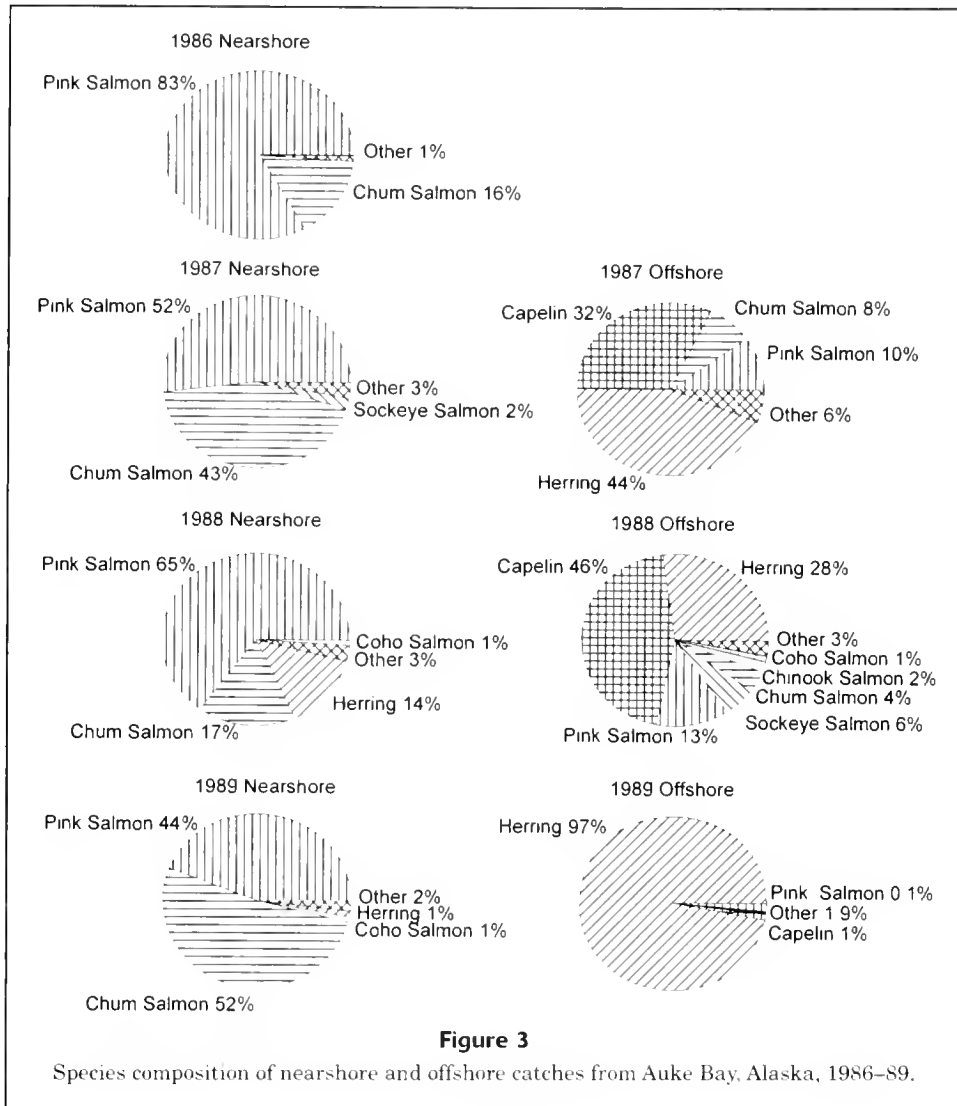 1986 Nearshore
Pink Salmon 83%
Other 1%
Chum Salmon 16%
1987 Nearshore
Pink Salmon 52%
Other 3%
Sockeye Salmon 2%
Chum Salmon 43%
1987 Offshore
Capelin 32%
Chum Salmon 8%
Pink Salmon 10%
Other 6%
Herring 44%
1988 Nearshore
Pink Salmon 65%
Coho Salmon 1%
Other 3%
Herring 14%
Chum Salmon 17%
1988 Offshore
Capelin 46%
Herring 28%
Other 3%
Coho Salmon 1%
Chinook Salmon 2%
Chum Salmon 4%
Sockeye Salmon 6%
Pink Salmon 13%
1989 Nearshore
Pink Salmon 44%
Other 2%
Herring 1%
Coho Salmon 1%
Chum Salmon 52%
1989 Offshore
Herring 97%
Pink Salmon 0 1%
Other 1 9%
Capelin 1%
Figure 3
Species composition of nearshore and offshore catches from Auke Bay, Alaska, 1986–89.